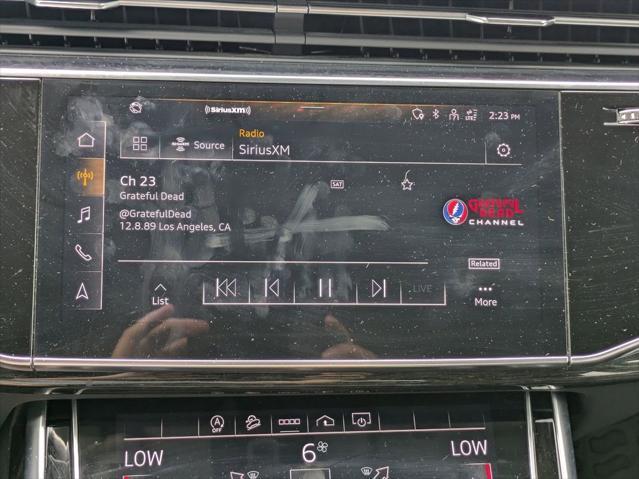 ((SiriusXM))
LTE
2:23 PM
Radio
Source
SiriusXM
Ch 23
Grateful Dead
SAT
@GratefulDead
12.8.89 Los Angeles, CA
GRATEFUL
DEAD
CHANNEL
Related
List
LIVE
More
A
OFF
LOW
6
LOW